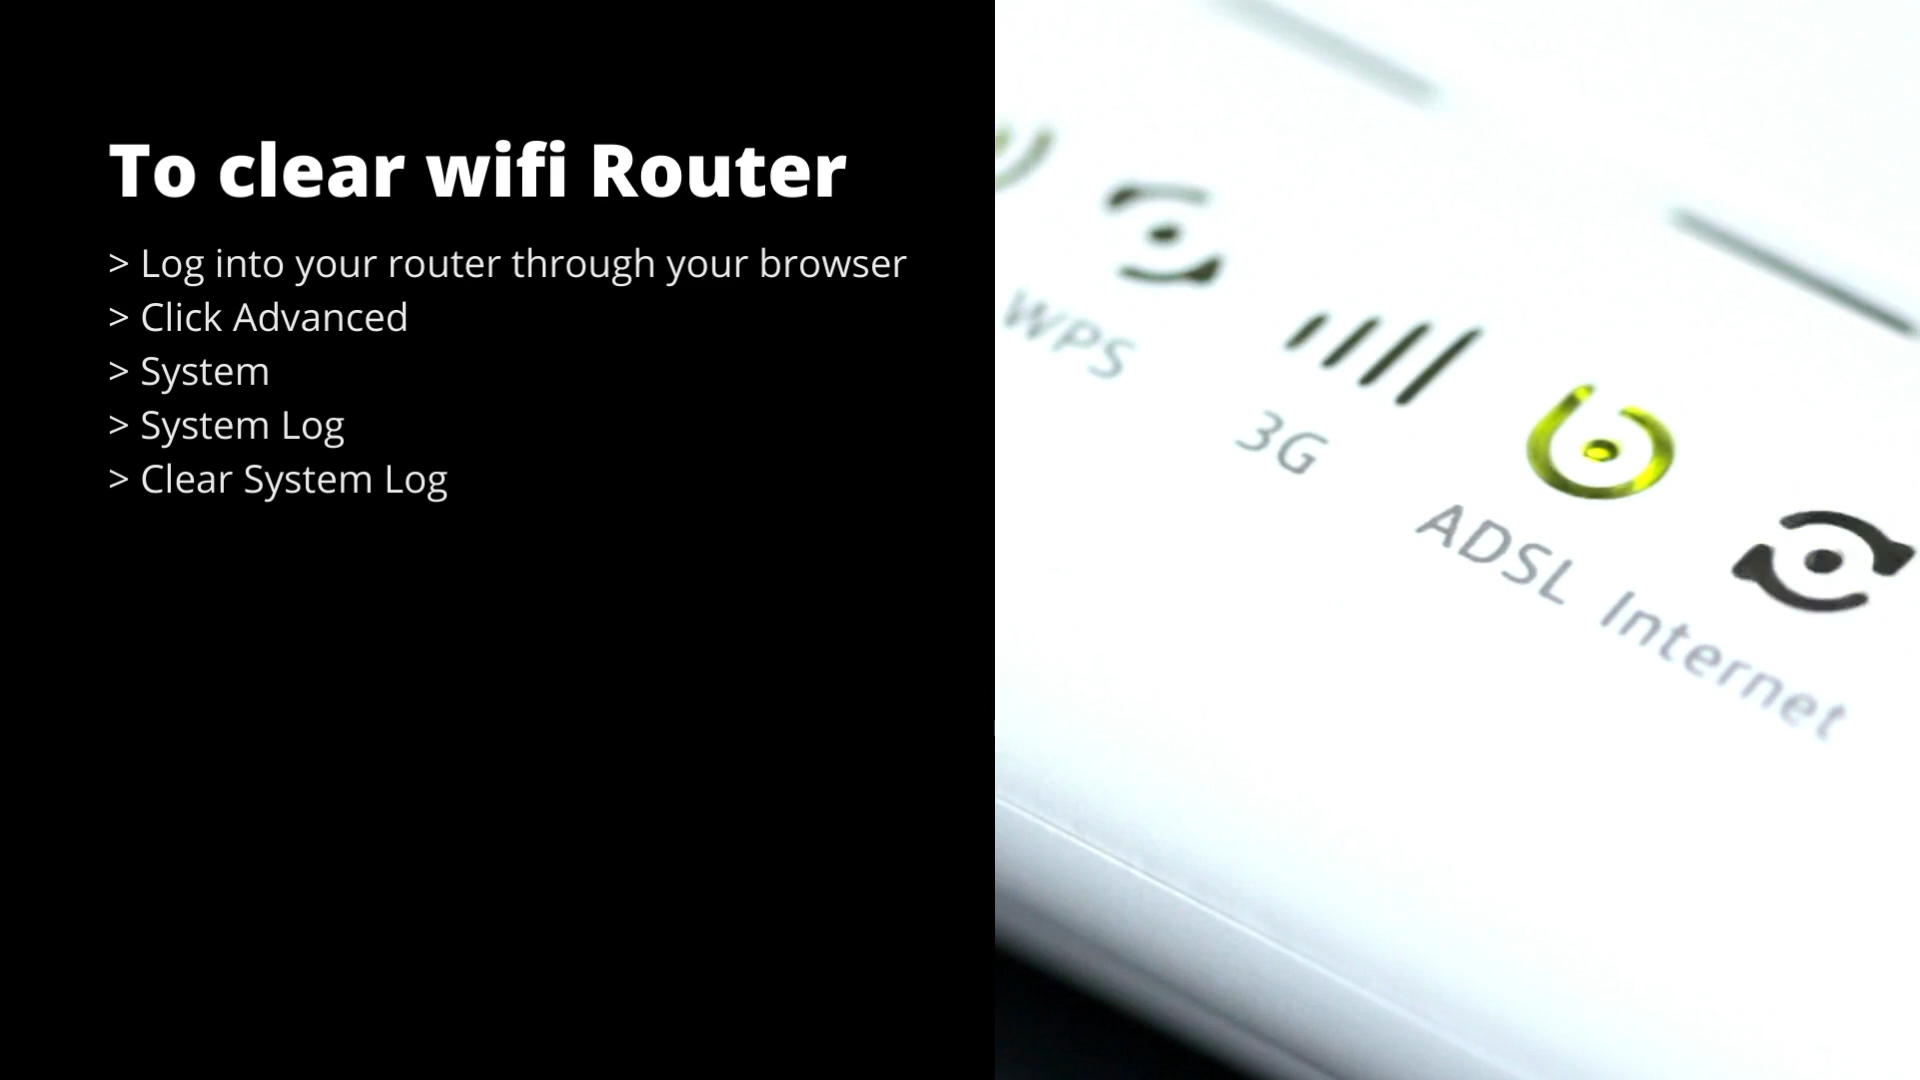 To clear wifi Router
> Log into your router through your browser
> Click Advanced
> System
> System Log
> Clear System Log
WPS
3G
ADSL
Internet